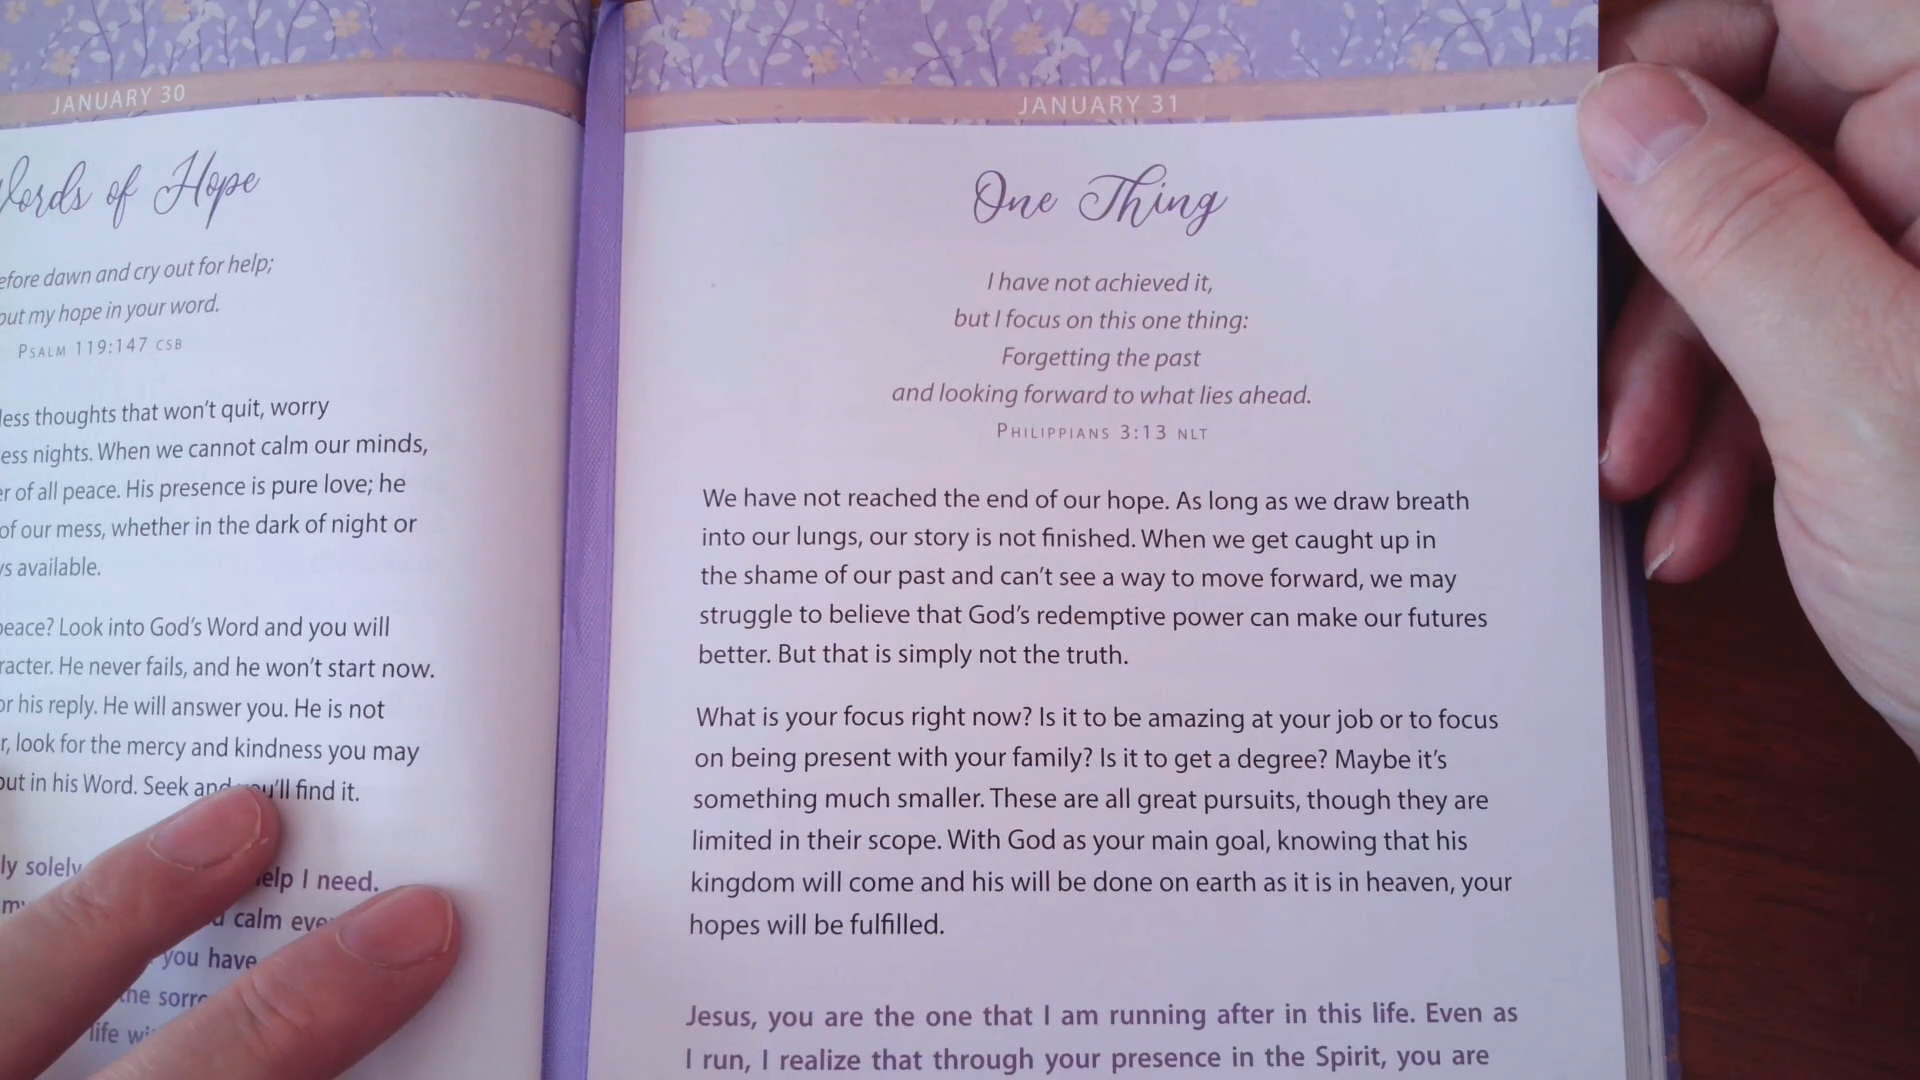 JANUARY 30
Words of Hope
before dawn and cry out for help;
put my hope in your word.
PSALM 119:147 CSB
thoughts that won't quit, worry
nights. When we cannot calm our minds,
of all peace. His presence is pure love; he
of our mess, whether in the dark of night or
available.
peace? Look into God's Word and you will
He never fails, and he won't start now.
his reply. He will answer you. He is not
look for the mercy and kindness you may
out in his Word. Seek and you'll find it.
solely
help I need.
calm
you have
the
life
JANUARY 31
One Thing
I have not achieved it,
but I focus on this one thing:
Forgetting the past
and looking forward to what lies ahead.
PHILIPPIANS 3:13 NLT
We have not reached the end of our hope. As long as we draw breath
into our lungs, our story is not finished. When we get caught up in
the shame of our past and can't see a way to move forward, we may
struggle to believe that God's redemptive power can make our futures
better. But that is simply not the truth.
What is your focus right now? Is it to be amazing at your job or to focus
on being present with your family? Is it to get a degree? Maybe it's
something much smaller. These are all great pursuits, though they are
limited in their scope. With God as your main goal, knowing that his
kingdom will come and his will be done on earth as it is in heaven, your
hopes will be fulfilled.
Jesus, you are the one that I am running after in this life. Even as
I run, I realize that through your presence in the Spirit, you are